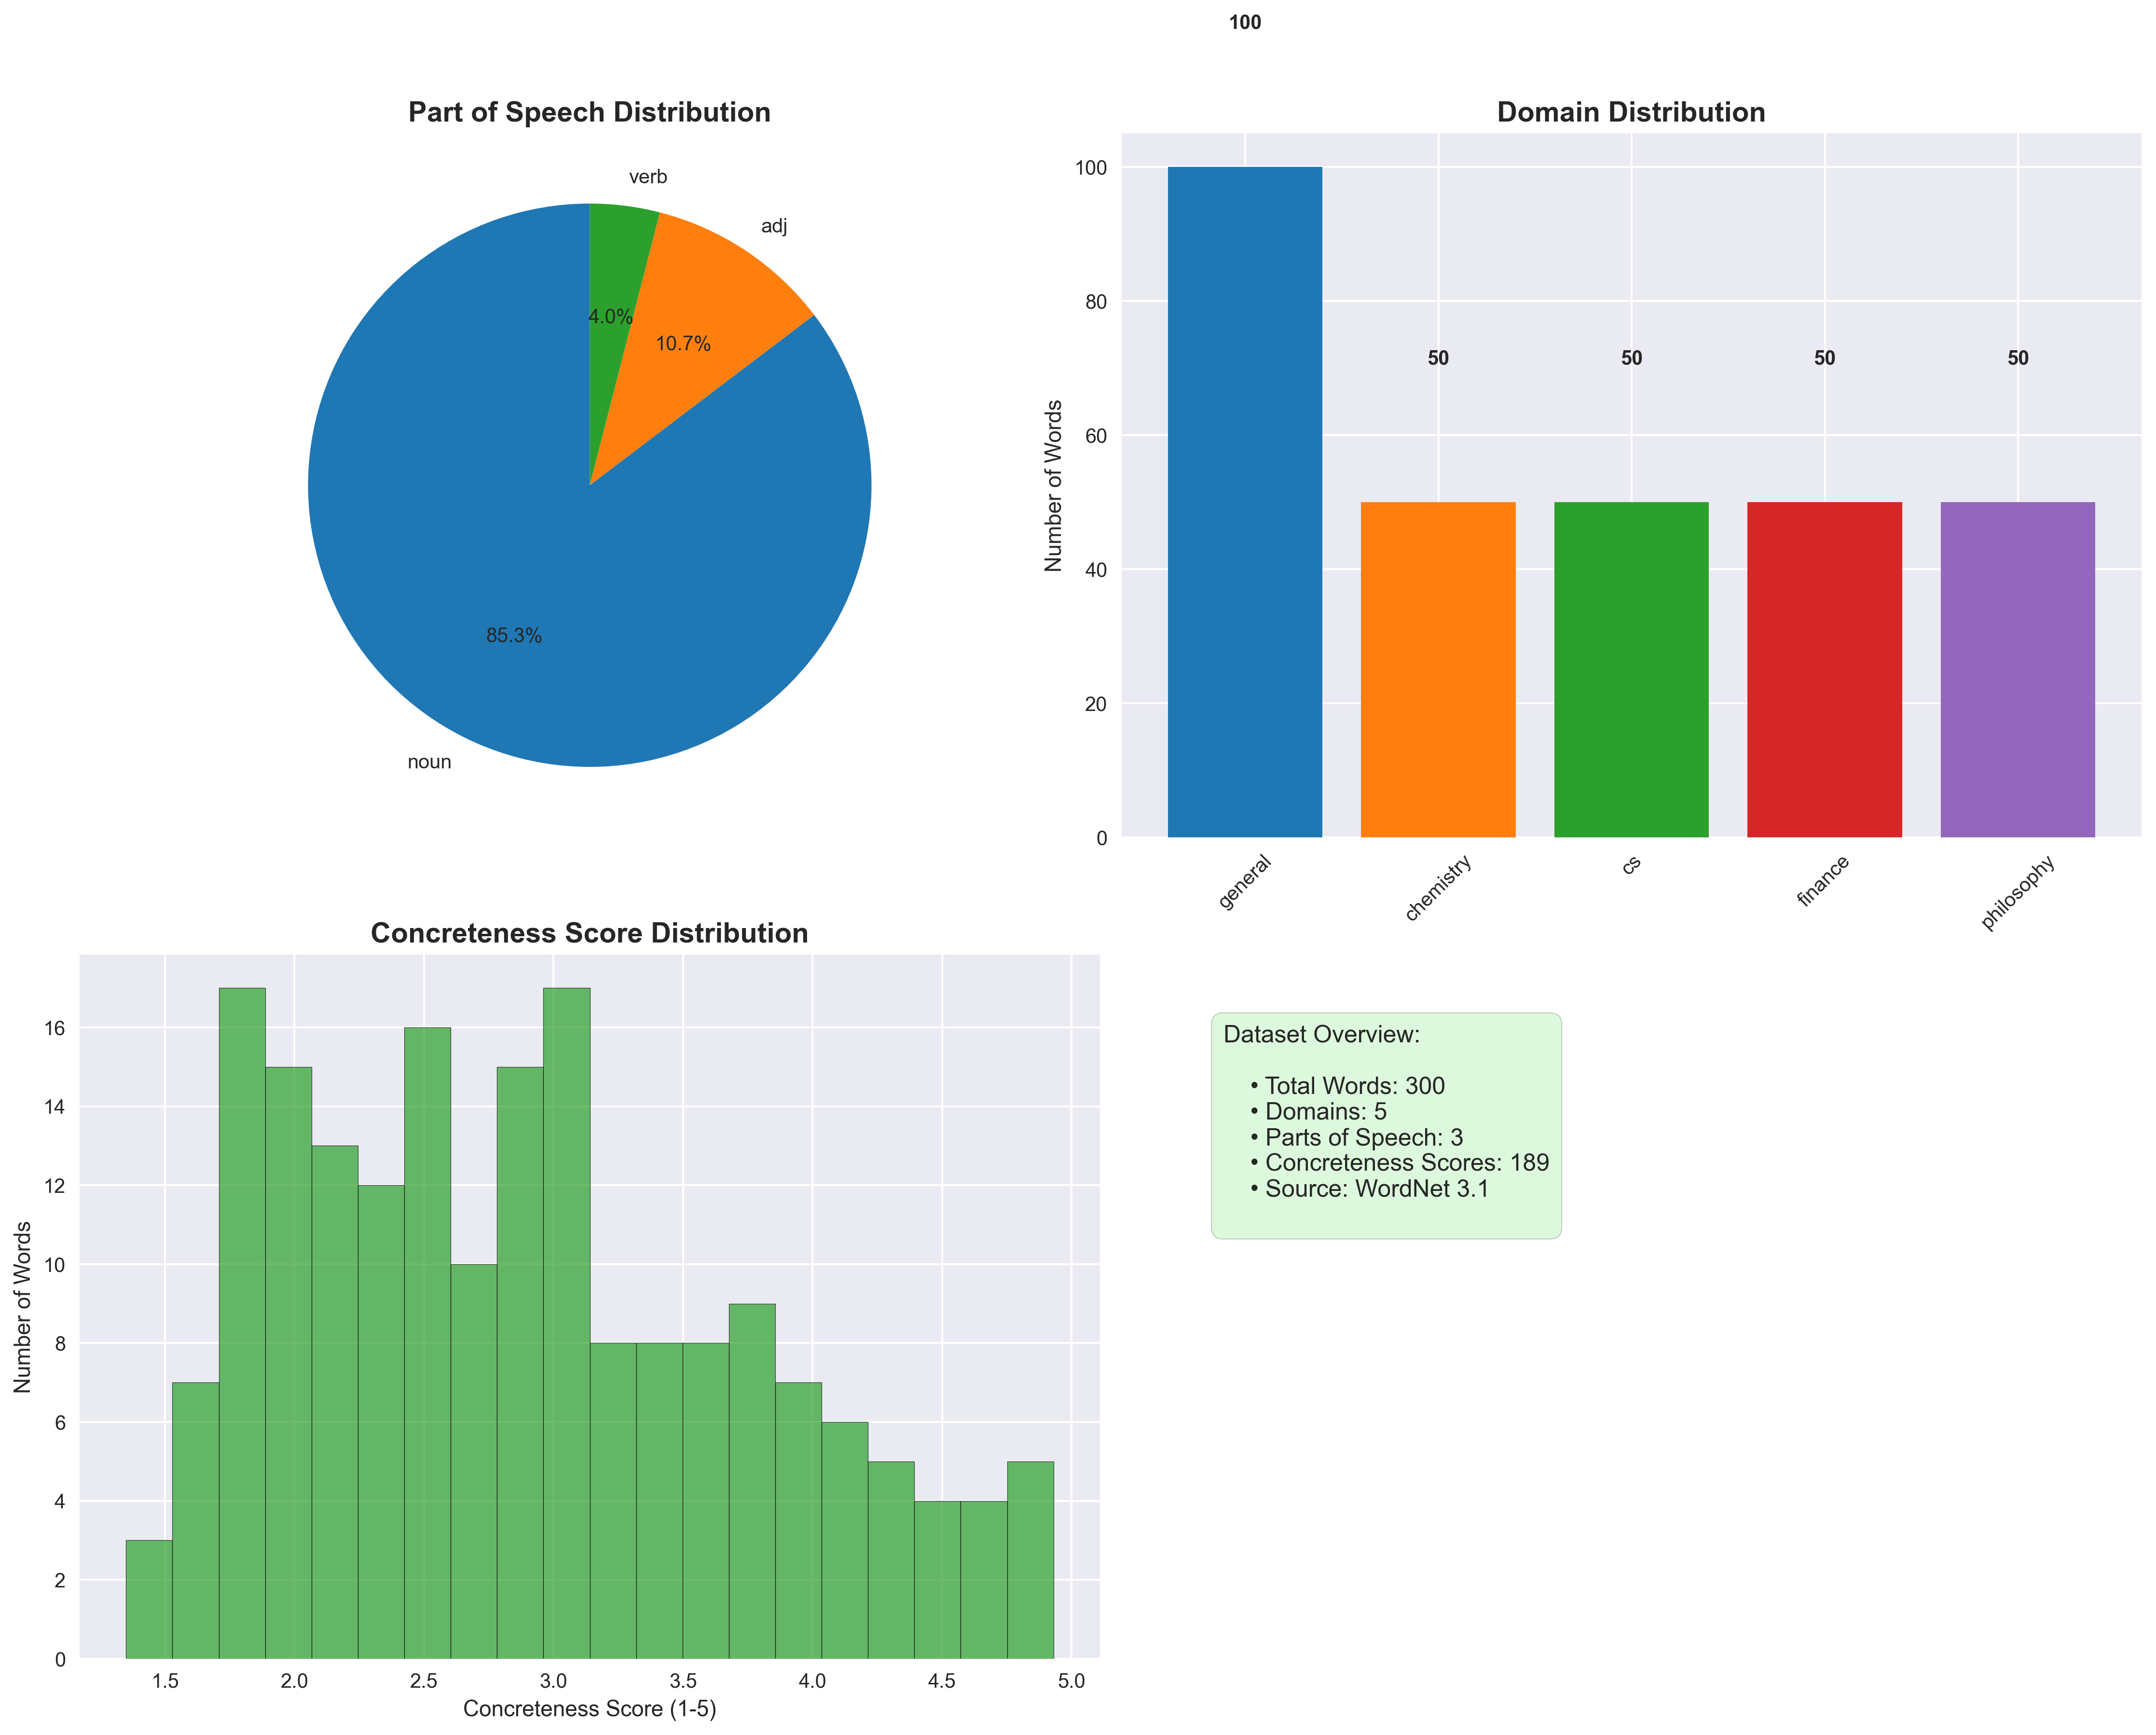 100
Part of Speech Distribution
verb
adj
4.0%
10.7%
85.3%
noun
Domain Distribution
Number of Words
100
80
60
40
20
0
50
50
50
50
general
chemistry
cs
finance
philosophy
Concreteness Score Distribution
Number of Words
16
14
12
10
8
6
4
2
0
1.5
2.0
2.5
3.0
3.5
4.0
4.5
5.0
Concreteness Score (1-5)
Dataset Overview:
• Total Words: 300
• Domains: 5
• Parts of Speech: 3
• Concreteness Scores: 189
• Source: WordNet 3.1